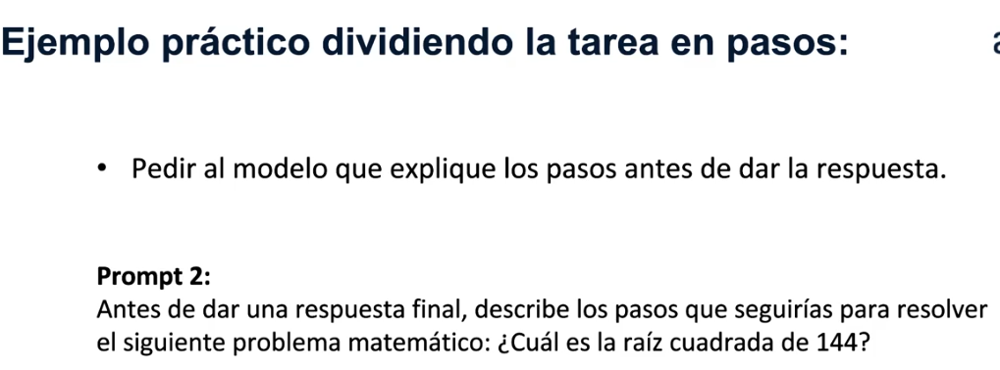 Ejemplo práctico dividiendo la tarea en pasos:
• Pedir al modelo que explique los pasos antes de dar la respuesta.
Prompt 2:
Antes de dar una respuesta final, describe los pasos que seguirías para resolver
el siguiente problema matemático: ¿Cuál es la raíz cuadrada de 144?